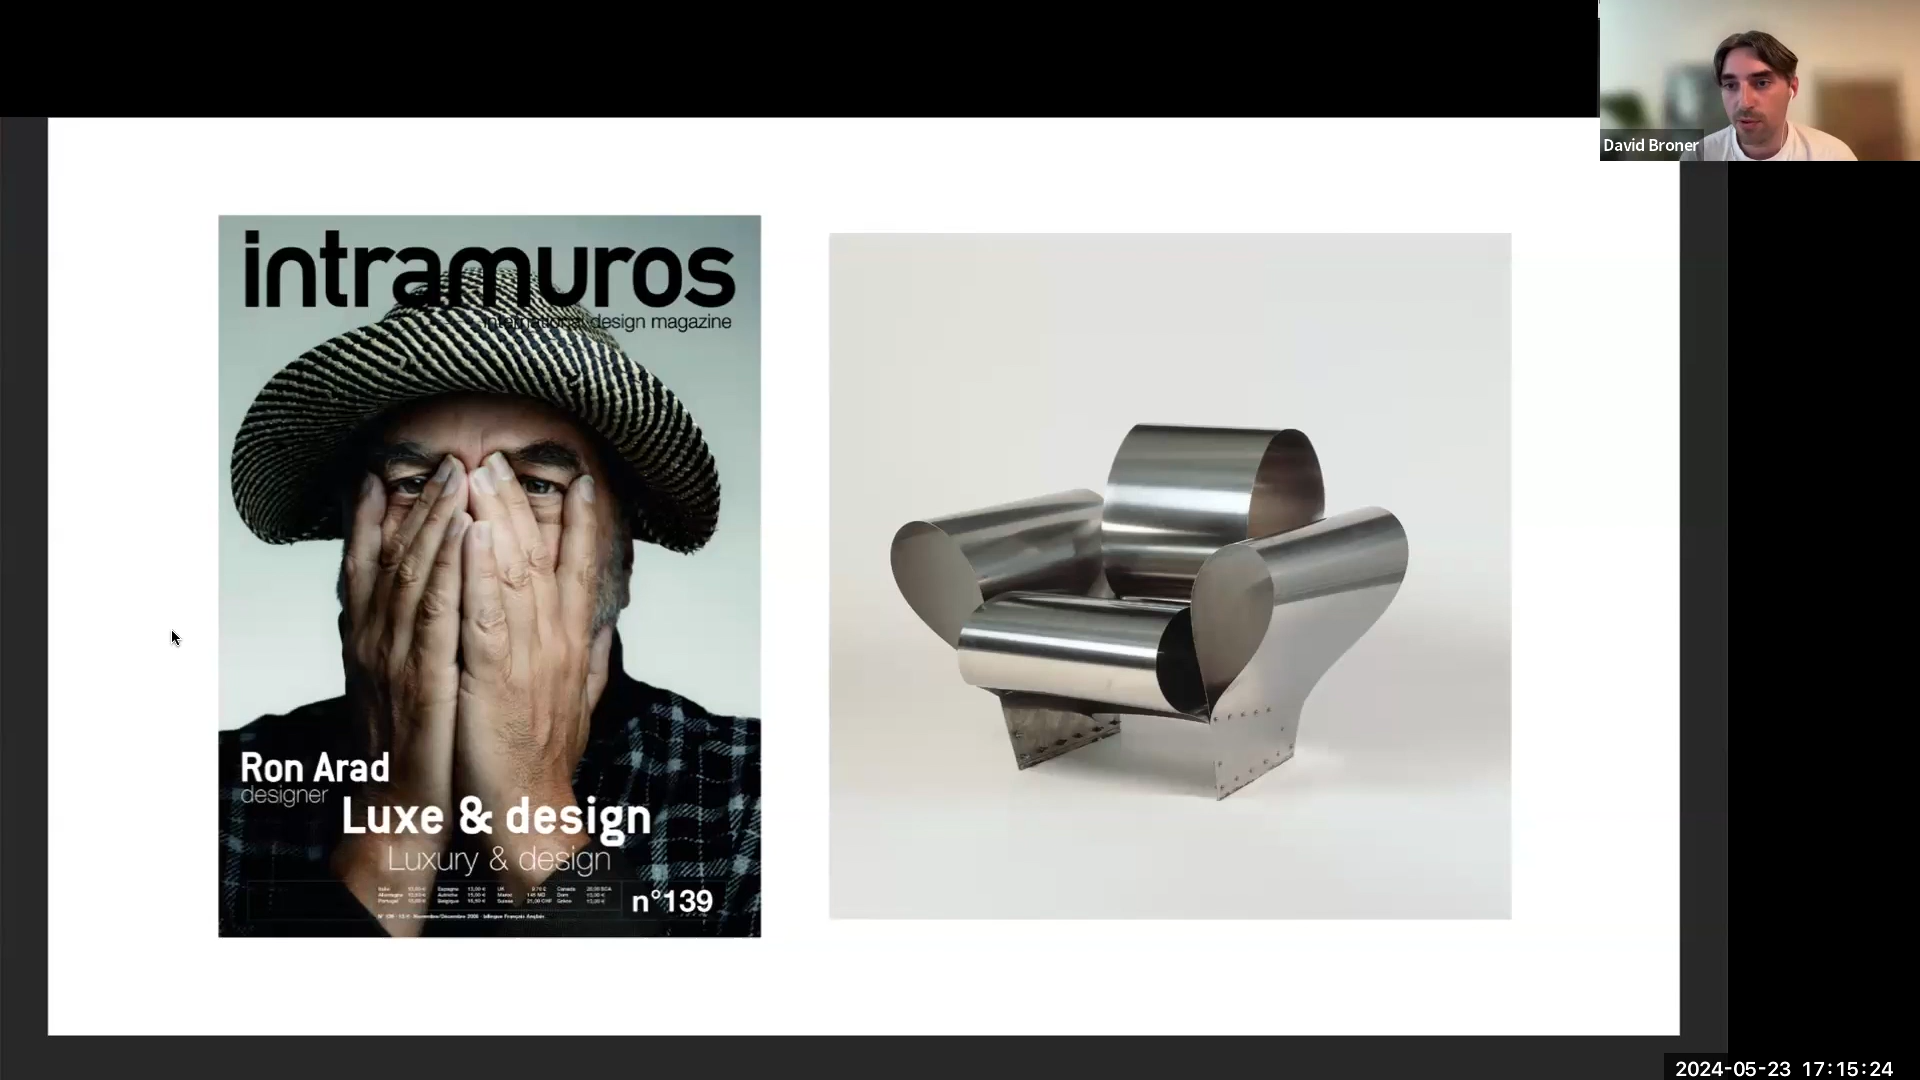 David Broner
intramuros
international design magazine
Ron Arad
designer
Luxe & design
Luxury & design
n°139
2024-05-23 17:15:24